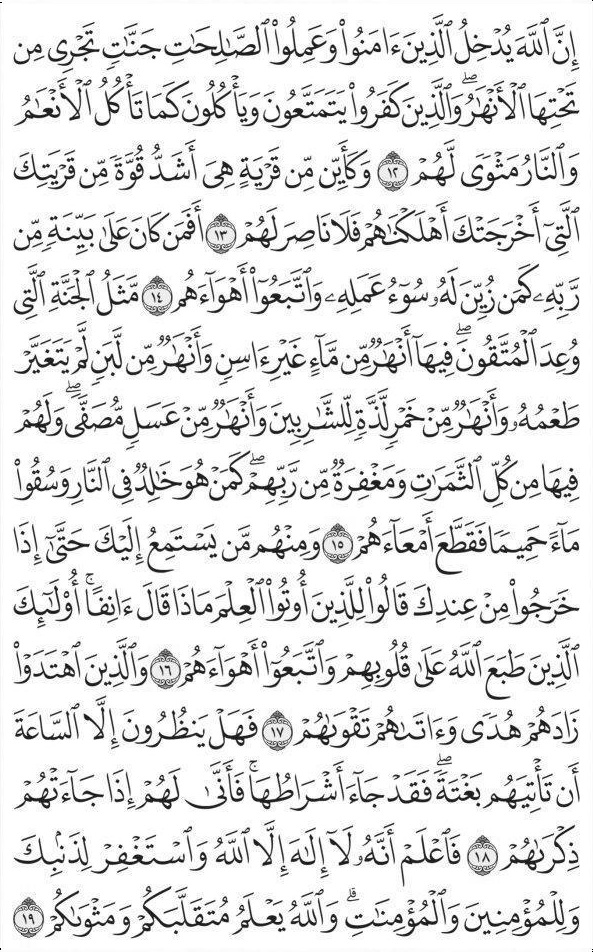 إِنَّ ٱللَّهَ يُدْخِلُ ٱلَّذِينَ ءَامَنُوا۟ وَعَمِلُوا۟ ٱلصَّٰلِحَٰتِ جَنَّٰتٍ تَجْرِى مِن
تَحْتِهَا ٱلْأَنْهَٰرُ ۖ وَٱلَّذِينَ كَفَرُوا۟ يَتَمَتَّعُونَ وَيَأْكُلُونَ كَمَا تَأْكُلُ ٱلْأَنْعَٰمُ
وَٱلنَّارُ مَثْوًى لَّهُمْ ١٢ وَكَأَيِّن مِّن قَرْيَةٍ هِىَ أَشَدُّ قُوَّةً مِّن قَرْيَتِكَ
ٱلَّتِىٓ أَخْرَجَتْكَ أَهْلَكْنَٰهُمْ فَلَا نَاصِرَ لَهُمْ ١٣ أَفَمَن كَانَ عَلَىٰ بَيِّنَةٍ مِّن
رَّبِّهِۦ كَمَن زُيِّنَ لَهُۥ سُوٓءُ عَمَلِهِۦ وَٱتَّبَعُوٓا۟ أَهْوَآءَهُم ١٤ مَّثَلُ ٱلْجَنَّةِ ٱلَّتِى
وُعِدَ ٱلْمُتَّقُونَ ۖ فِيهَآ أَنْهَٰرٌ مِّن مَّآءٍ غَيْرِ ءَاسِنٍ وَأَنْهَٰرٌ مِّن لَّبَنٍ لَّمْ يَتَغَيَّرْ
طَعْمُهُۥ وَأَنْهَٰرٌ مِّنْ خَمْرٍ لَّذَّةٍ لِّلشَّٰرِبِينَ وَأَنْهَٰرٌ مِّنْ عَسَلٍ مُّصَفًّى ۖ وَلَهُمْ
فِيهَا مِن كُلِّ ٱلثَّمَرَٰتِ وَمَغْفِرَةٌ مِّن رَّبِّهِمْ ۖ كَمَنْ هُوَ خَٰلِدٌ فِى ٱلنَّارِ وَسُقُوا۟
مَآءً حَمِيمًا فَقَطَّعَ أَمْعَآءَهُمْ ١٥ وَمِنْهُم مَّن يَسْتَمِعُ إِلَيْكَ حَتَّىٰٓ إِذَا
خَرَجُوا۟ مِنْ عِندِكَ قَالُوا۟ لِلَّذِينَ أُوتُوا۟ ٱلْعِلْمَ مَاذَا قَالَ ءَانِفًا ۚ أُو۟لَٰٓئِكَ
ٱلَّذِينَ طَبَعَ ٱللَّهُ عَلَىٰ قُلُوبِهِمْ وَٱتَّبَعُوٓا۟ أَهْوَآءَهُمْ ١٦ وَٱلَّذِينَ ٱهْتَدَوْا۟
زَادَهُمْ هُدًى وَءَاتَىٰهُمْ تَقْوَىٰهُمْ ١٧ فَهَلْ يَنظُرُونَ إِلَّا ٱلسَّاعَةَ
أَن تَأْتِيَهُم بَغْتَةً ۖ فَقَدْ جَآءَ أَشْرَاطُهَا ۚ فَأَنَّىٰ لَهُمْ إِذَا جَآءَتْهُمْ
ذِكْرَىٰهُمْ ١٨ فَٱعْلَمْ أَنَّهُۥ لَآ إِلَٰهَ إِلَّا ٱللَّهُ وَٱسْتَغْفِرْ لِذَنۢبِكَ
وَلِلْمُؤْمِنِينَ وَٱلْمُؤْمِنَٰتِ ۗ وَٱللَّهُ يَعْلَمُ مُتَقَلَّبَكُمْ وَمَثْوَىٰكُمْ ١٩